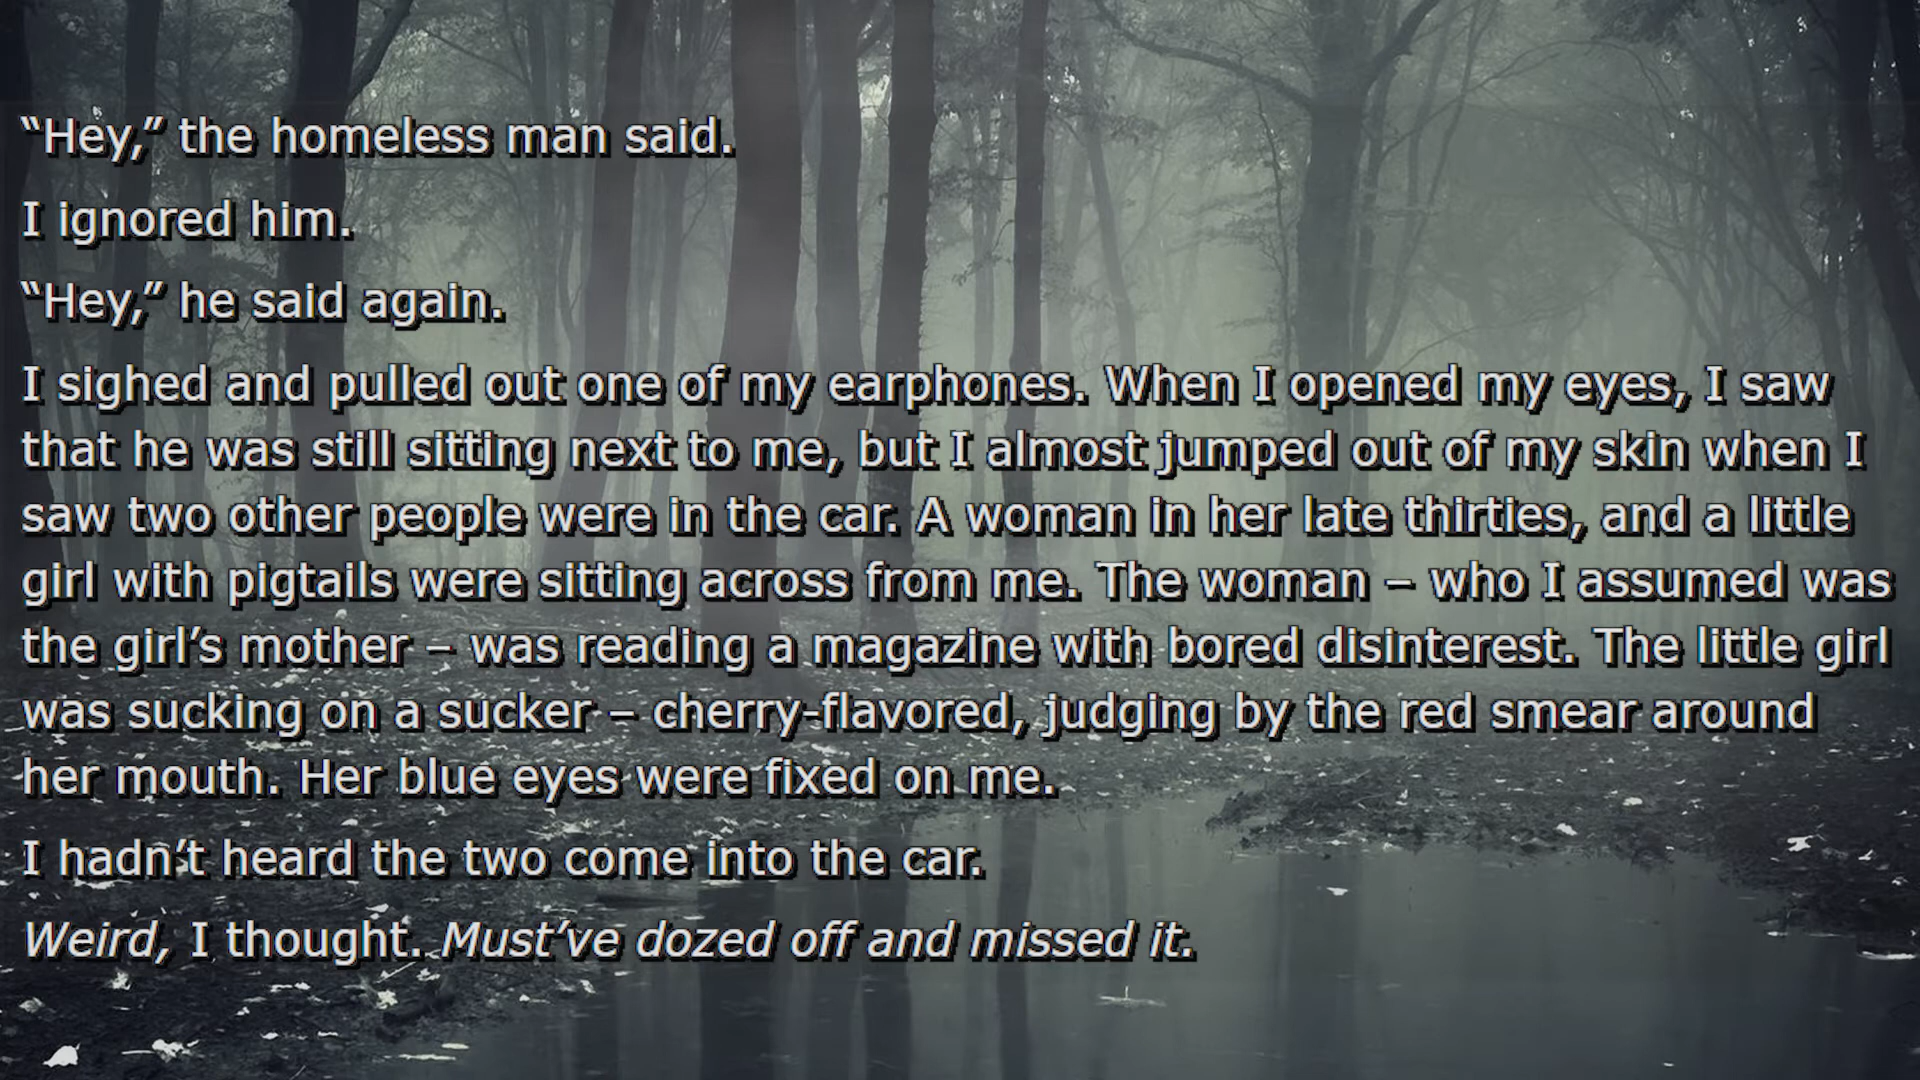 “Hey,” the homeless man said.
I ignored him.
“Hey,” he said again.
I sighed and pulled out one of my earphones. When I opened my eyes, I saw
that he was still sitting next to me, but I almost jumped out of my skin when I
saw two other people were in the car. A woman in her late thirties, and a little
girl with pigtails were sitting across from me. The woman – who I assumed was
the girl’s mother – was reading a magazine with bored disinterest. The little girl
was sucking on a sucker – cherry-flavored, judging by the red smear around
her mouth. Her blue eyes were fixed on me.
I hadn’t heard the two come into the car.
Weird, I thought. Must’ve dozed off and missed it.